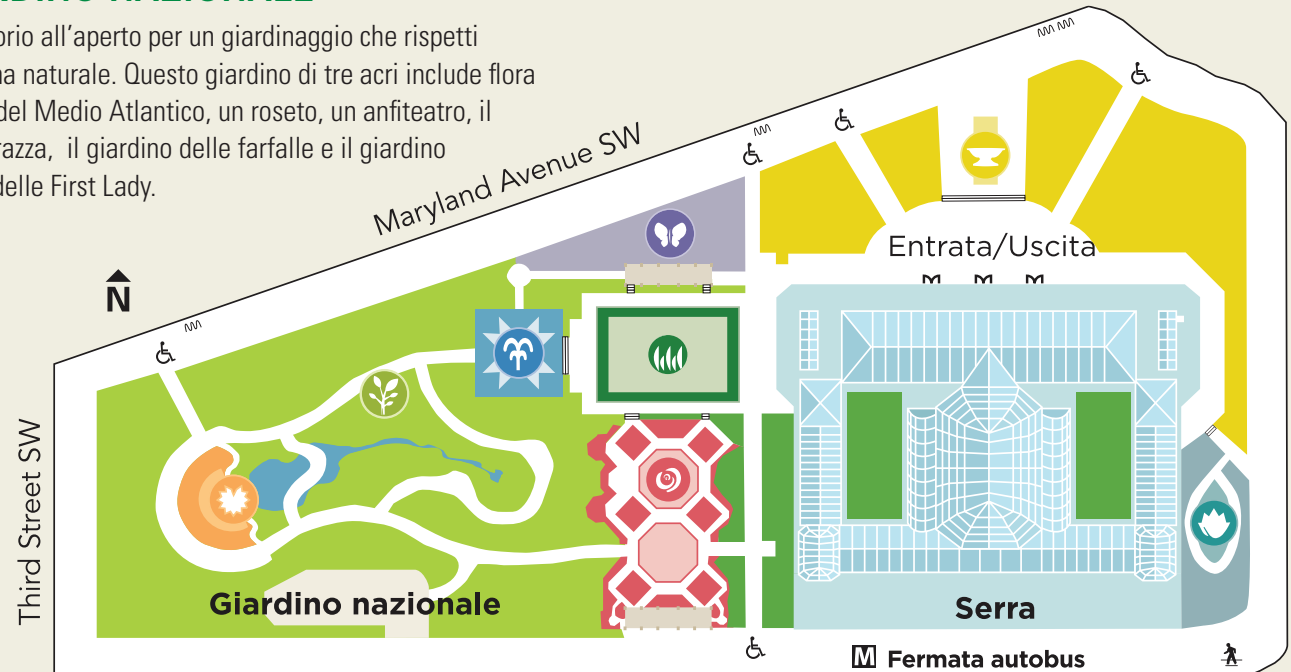 orio all’aperto per un giardinaggio che rispetti
na naturale. Questo giardino di tre acri include flora
del Medio Atlantico, un roseto, un anfiteatro, il
razza, il giardino delle farfalle e il giardino
delle First Lady.
Maryland Avenue SW
N
Entrata/Uscita
Third Street SW
Giardino nazionale
Serra
M Fermata autobus